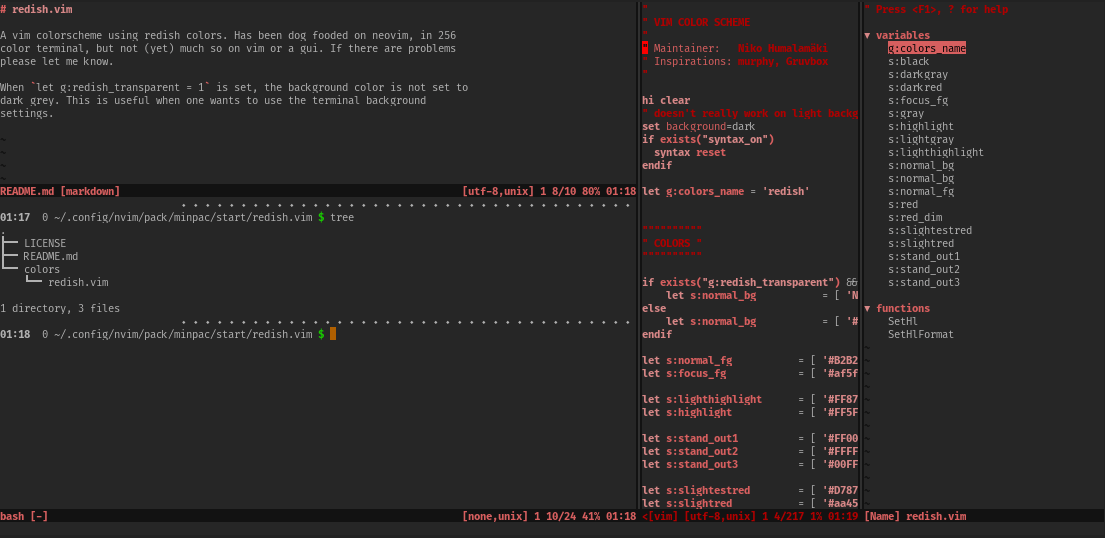 # redish.vim
A vim colorscheme using redish colors. Has been dog fooded on neovim, in 256
color terminal, but not (yet) much so on vim or a gui. If there are problems
please let me know.
When `let g:redish_transparent = 1` is set, the background color is not set to
dark grey. This is useful when one wants to use the terminal background
settings.
~
~
~
~
README.md [markdown] [utf-8,unix] 1 8/10 80% 01:18
01:17 0 ~/.config/nvim/pack/minpac/start/redish.vim $ tree
.
├── LICENSE
├── README.md
└── colors
    └── redish.vim
1 directory, 3 files
01:18 0 ~/.config/nvim/pack/minpac/start/redish.vim $
bash [-] [none,unix] 1 10/24 41% 01:18
"
" VIM COLOR SCHEME
"
" Maintainer: Niko Hamalamäki
" Inspirations: murphy, Gruvbox
"
hi clear
" doesn't really work on light backg
set background=dark
if exists("syntax_on")
  syntax reset
endif
let g:colors_name = 'redish'
""""""""""
" COLORS "
""""""""""
if exists("g:redish_transparent") &&
    let s:normal_bg = [ 'N
else
    let s:normal_bg = [ '#
endif
let s:normal_fg = [ '#B2B2
let s:focus_fg = [ '#af5f
let s:lighthighlight = [ '#FF87
let s:highlight = [ '#FF5F
let s:stand_out1 = [ '#FF00
let s:stand_out2 = [ '#FFFF
let s:stand_out3 = [ '#00FF
let s:slightestred = [ '#D787
let s:slightred = [ '#aa45
<[vim] [utf-8,unix] 1 4/217 1% 01:19
" Press <F1>, ? for help
▼ variables
g:colors_name
s:black
s:darkgray
s:darkred
s:focus_fg
s:gray
s:highlight
s:lightgray
s:lighthighlight
s:normal_bg
s:normal_bg
s:normal_fg
s:red
s:red_dim
s:slightestred
s:slightred
s:stand_out1
s:stand_out2
s:stand_out3
▼ functions
SetHl
SetHlFormat
~
~
~
~
~
~
~
~
~
~
~
~
~
[Name] redish.vim